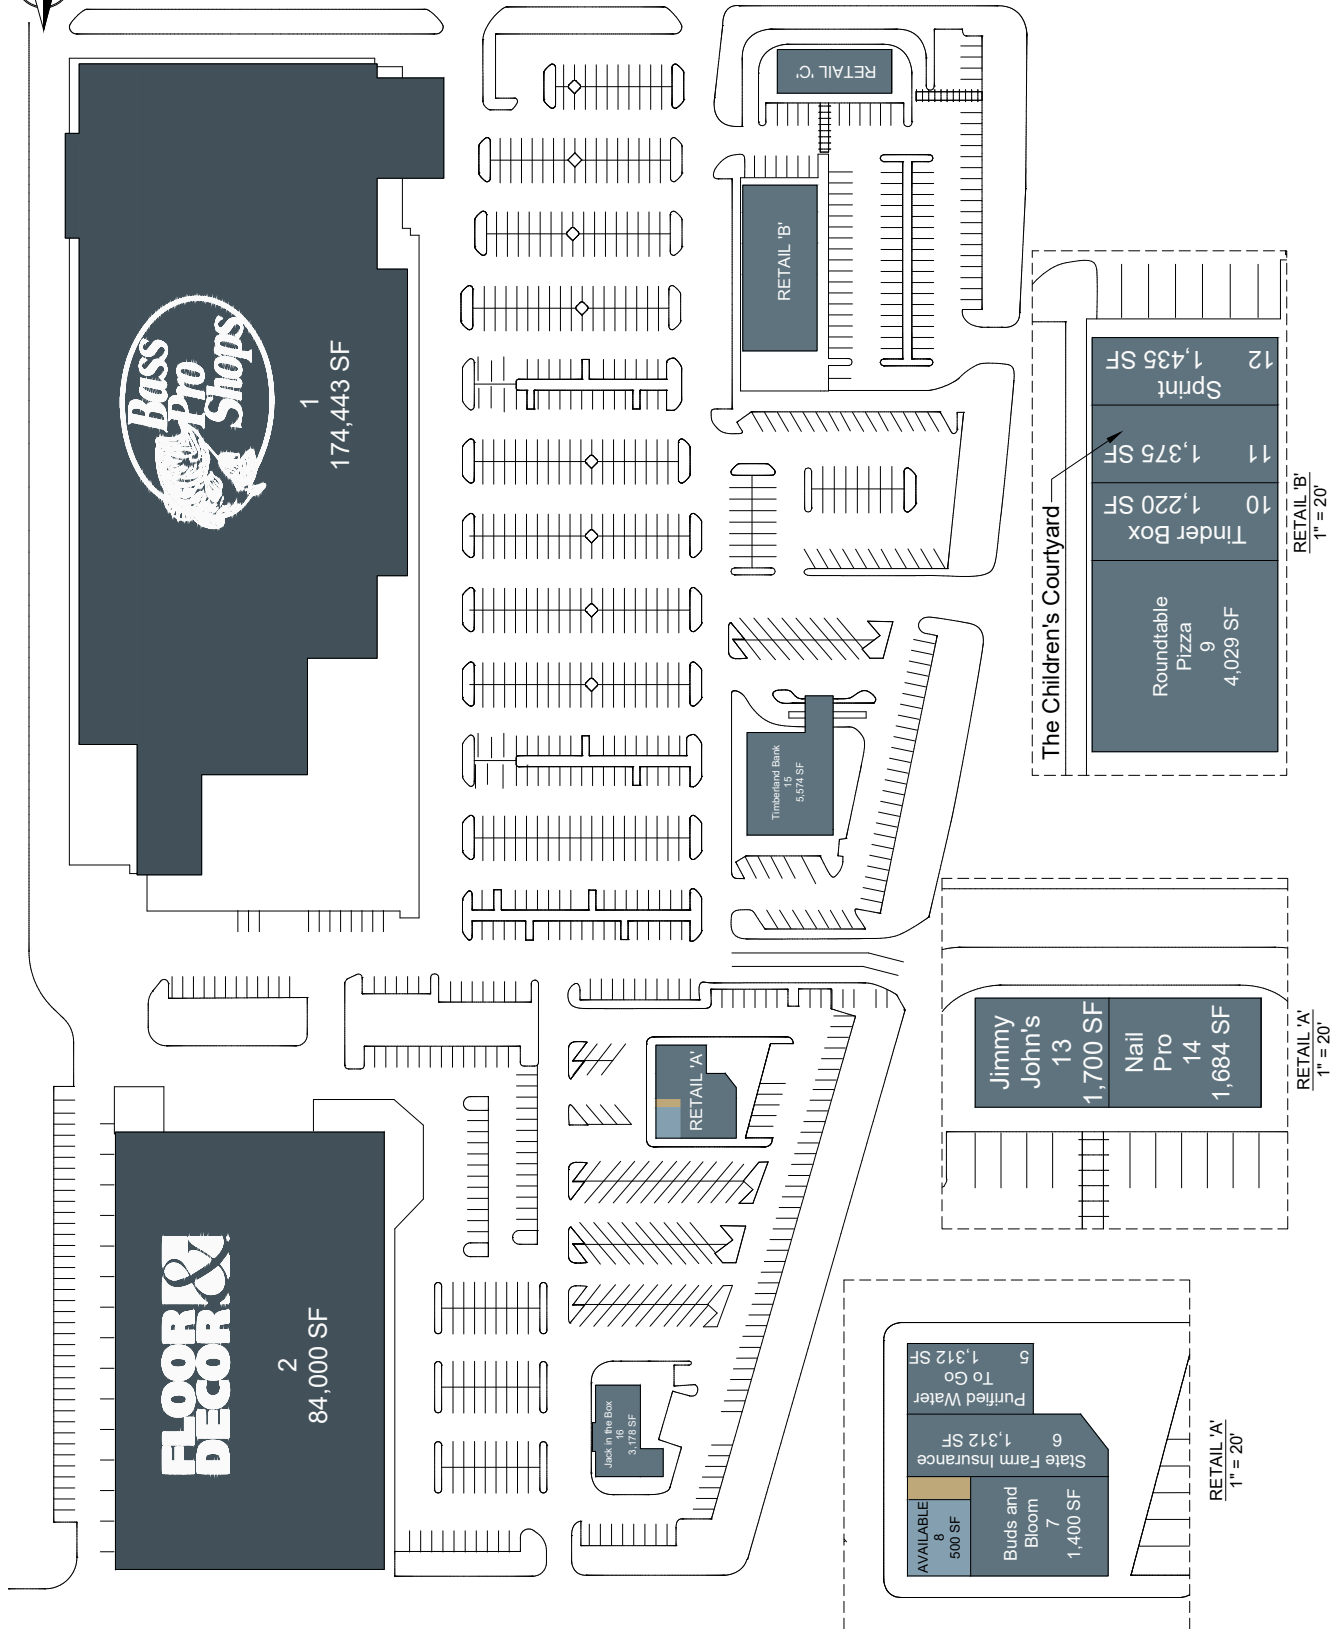 RETAIL 'C'
Bass
Pro
Shops
1
174,443 SF
RETAIL 'B'
Sprint
1,435 SF
12
1,375 SF
11
The Children's Courtyard
Tinder Box
1,220 SF
10
Roundtable
Pizza
9
4,029 SF
RETAIL 'B'
1" = 20'
Timberland Bank
15
5,574 SF
Jimmy
John's
13
1,700 SF
Nail
Pro
14
1,684 SF
RETAIL 'A'
1" = 20'
RETAIL 'A'
FLOOR &
DECOR
2
84,000 SF
Jack in the Box
16
3,178 SF
Purified Water
To Go
1,312 SF
5
State Farm Insurance
1,312 SF
6
AVAILABLE
8
500 SF
Buds and
Bloom
7
1,400 SF
RETAIL 'A'
1" = 20'